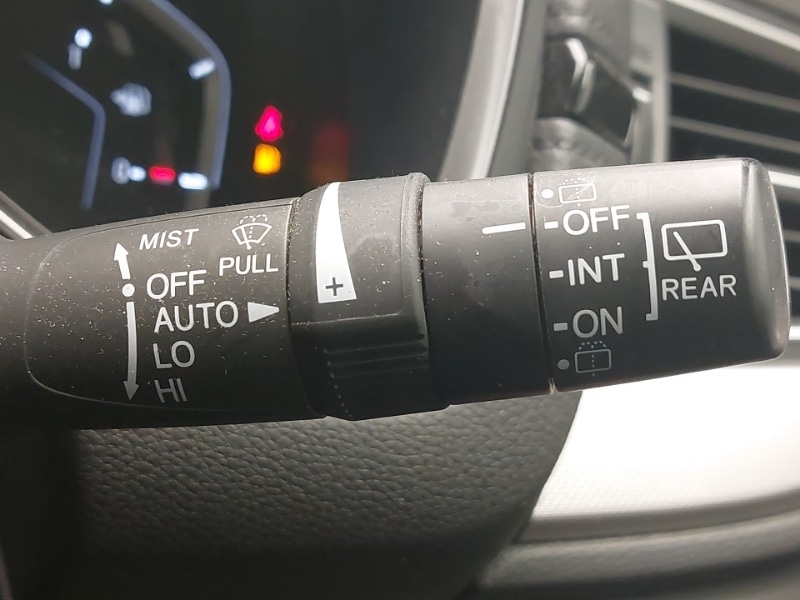 MIST
PULL
OFF
AUTO
LO
HI
+
OFF
INT
ON
REAR